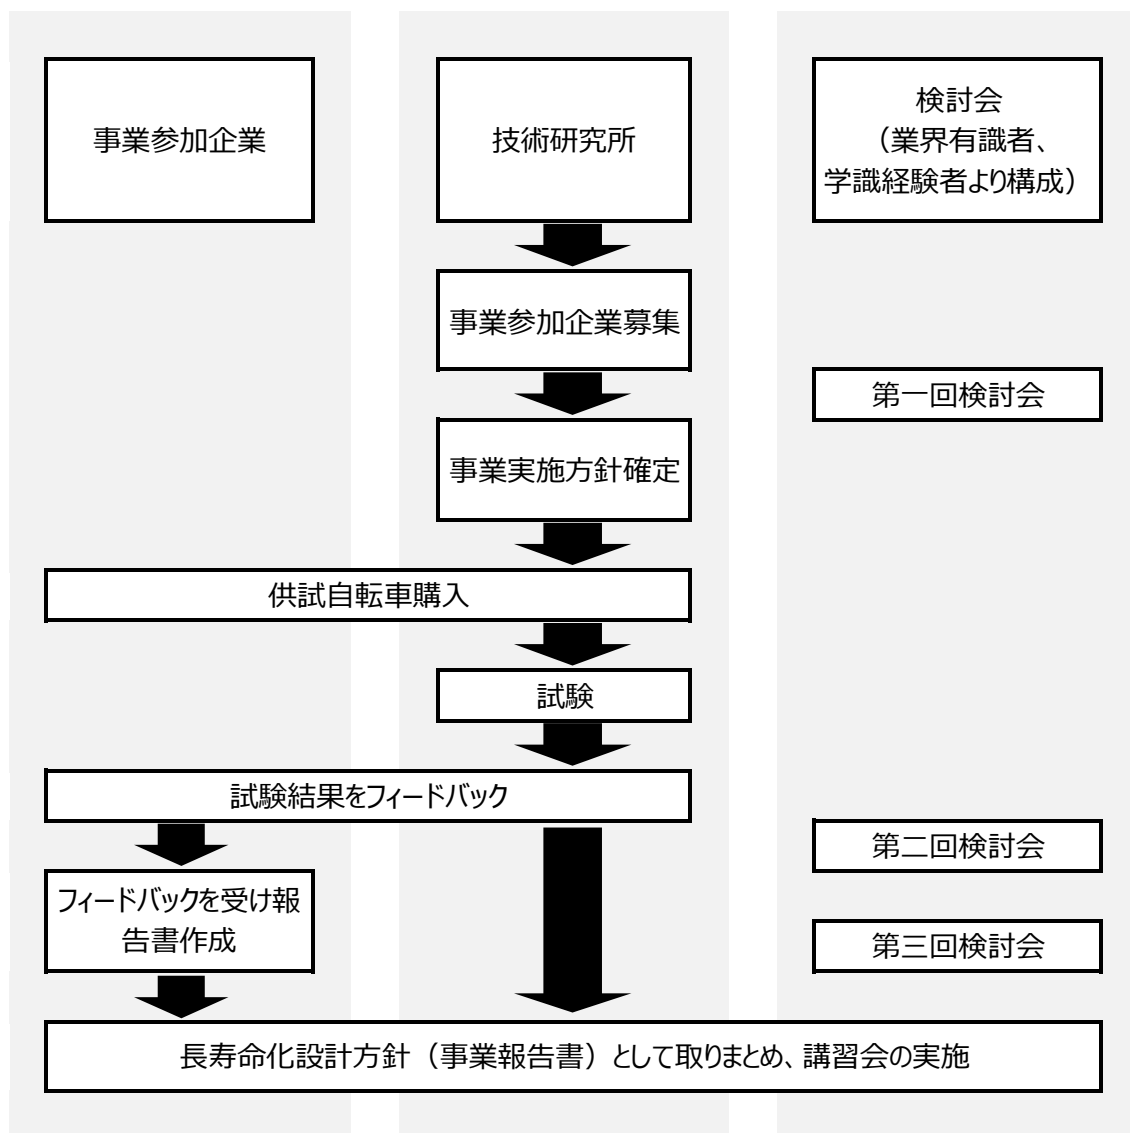 事業参加企業
技術研究所
検討会
（業界有識者、
学識経験者より構成）
事業参加企業募集
第一回検討会
事業実施方針確定
供試自転車購入
試験
試験結果をフィードバック
第二回検討会
フィードバックを受け報
告書作成
第三回検討会
長寿命化設計方針（事業報告書）として取りまとめ、講習会の実施